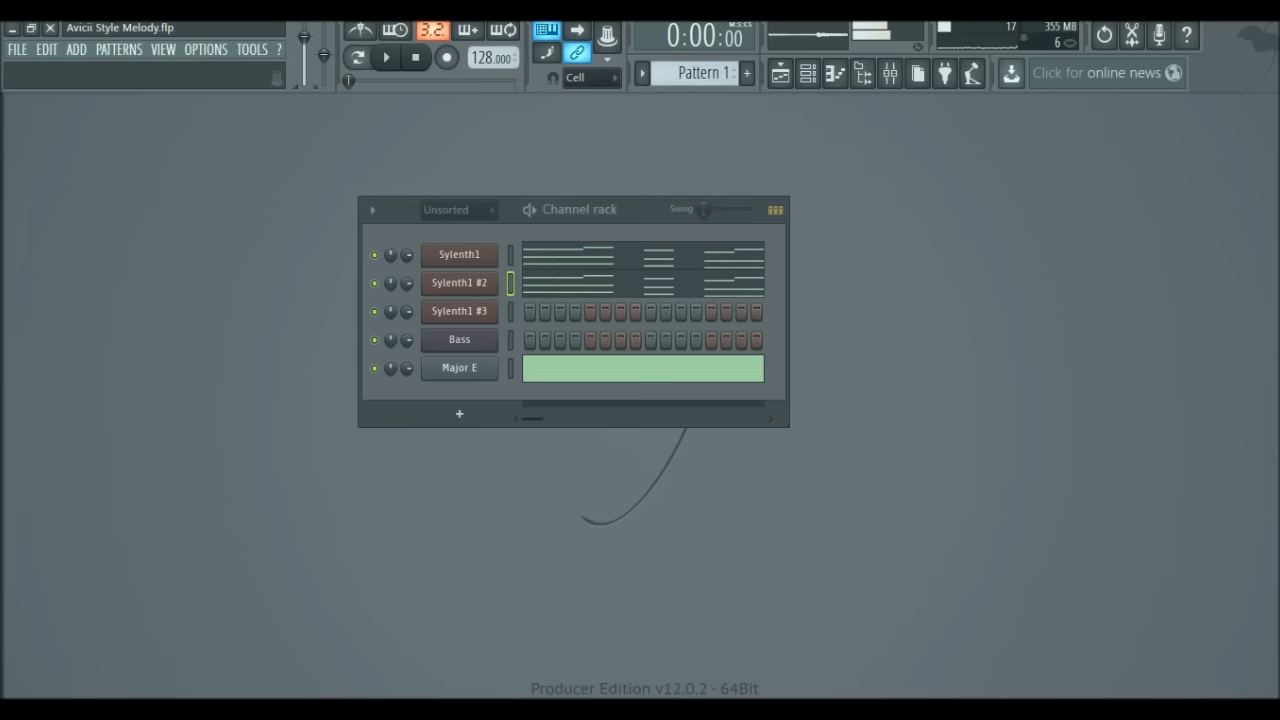 Avicii Style Melody.flp
FILE EDIT ADD PATTERNS VIEW OPTIONS TOOLS ?
3.2.
128.000
Cell
0:00:00
M:S:CS
Pattern 1
+
17
355 MB
6
?
Click for online news
Unsorted
Channel rack
Swing
Sylenth1
Sylenth1 #2
Sylenth1 #3
Bass
Major E
+
Producer Edition v12.0.2 - 64Bit